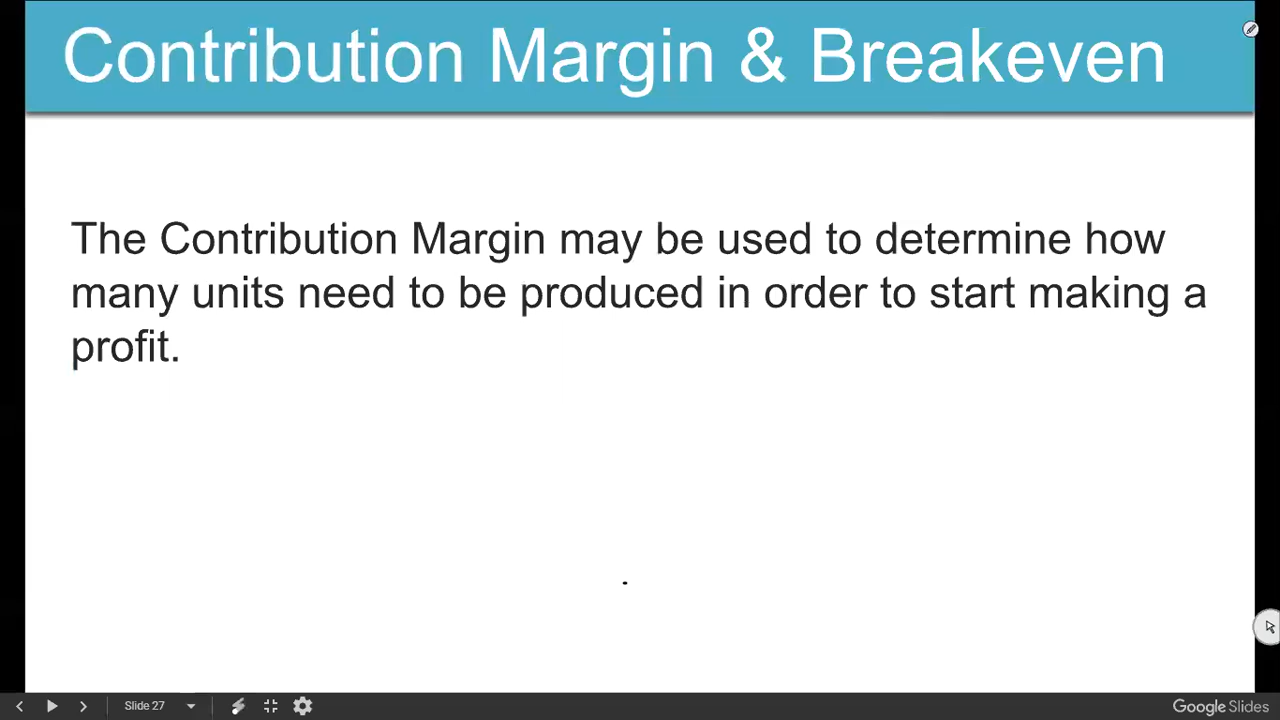 Contribution Margin & Breakeven
The Contribution Margin may be used to determine how
many units need to be produced in order to start making a
profit.
Slide 27
Google Slides